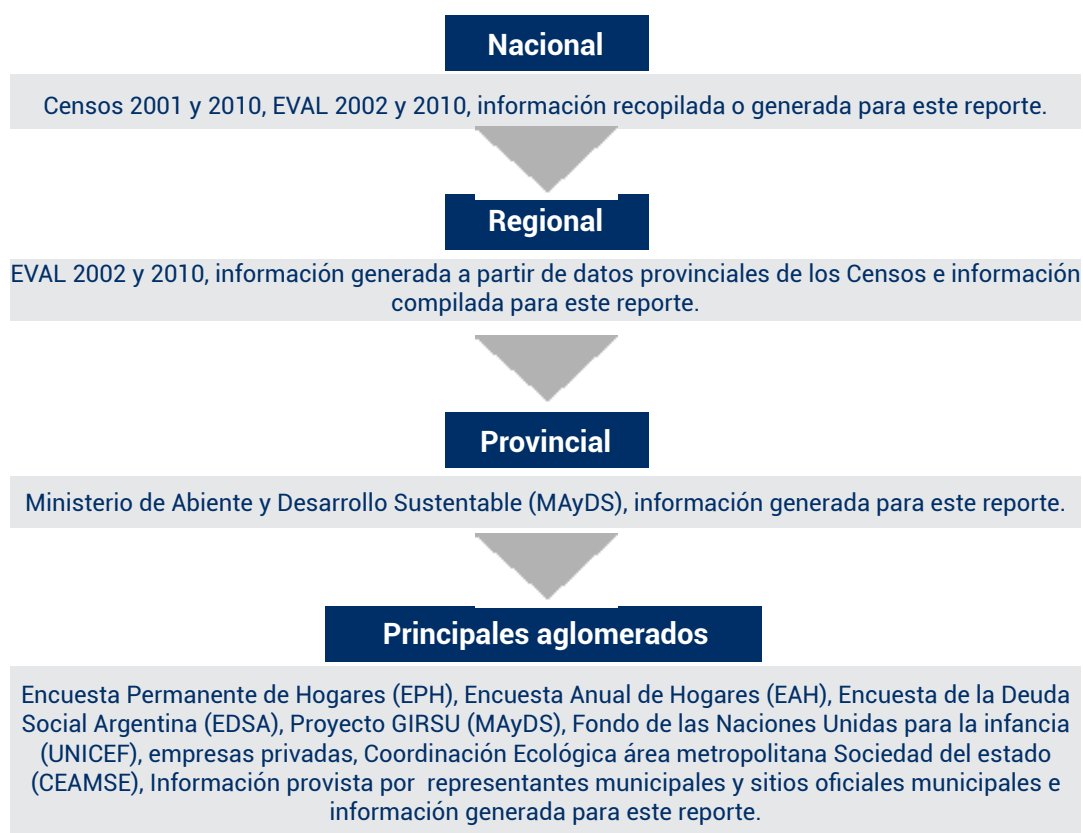 Nacional
Censos 2001 y 2010, EVAL 2002 y 2010, información recopilada o generada para este reporte.
Regional
EVAL 2002 y 2010, información generada a partir de datos provinciales de los Censos e información
compilada para este reporte.
Provincial
Ministerio de Abiente y Desarrollo Sustentable (MAyDS), información generada para este reporte.
Principales aglomerados
Encuesta Permanente de Hogares (EPH), Encuesta Anual de Hogares (EAH), Encuesta de la Deuda
Social Argentina (EDSA), Proyecto GIRSU (MAyDS), Fondo de las Naciones Unidas para la infancia
(UNICEF), empresas privadas, Coordinación Ecológica área metropolitana Sociedad del estado
(CEAMSE), Información provista por representantes municipales y sitios oficiales municipales e
información generada para este reporte.